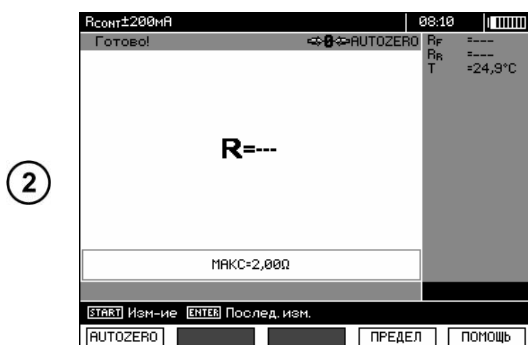 RCONT±200мА 08:10
Готово! AUTOZERO
RF =---
RR =---
T =24,9°C
R=---
2
МАКС=2,00Ω
START Изм-ие ENTER Послед. изм.
AUTOZERO ПРЕДЕЛ ПОМОЩЬ